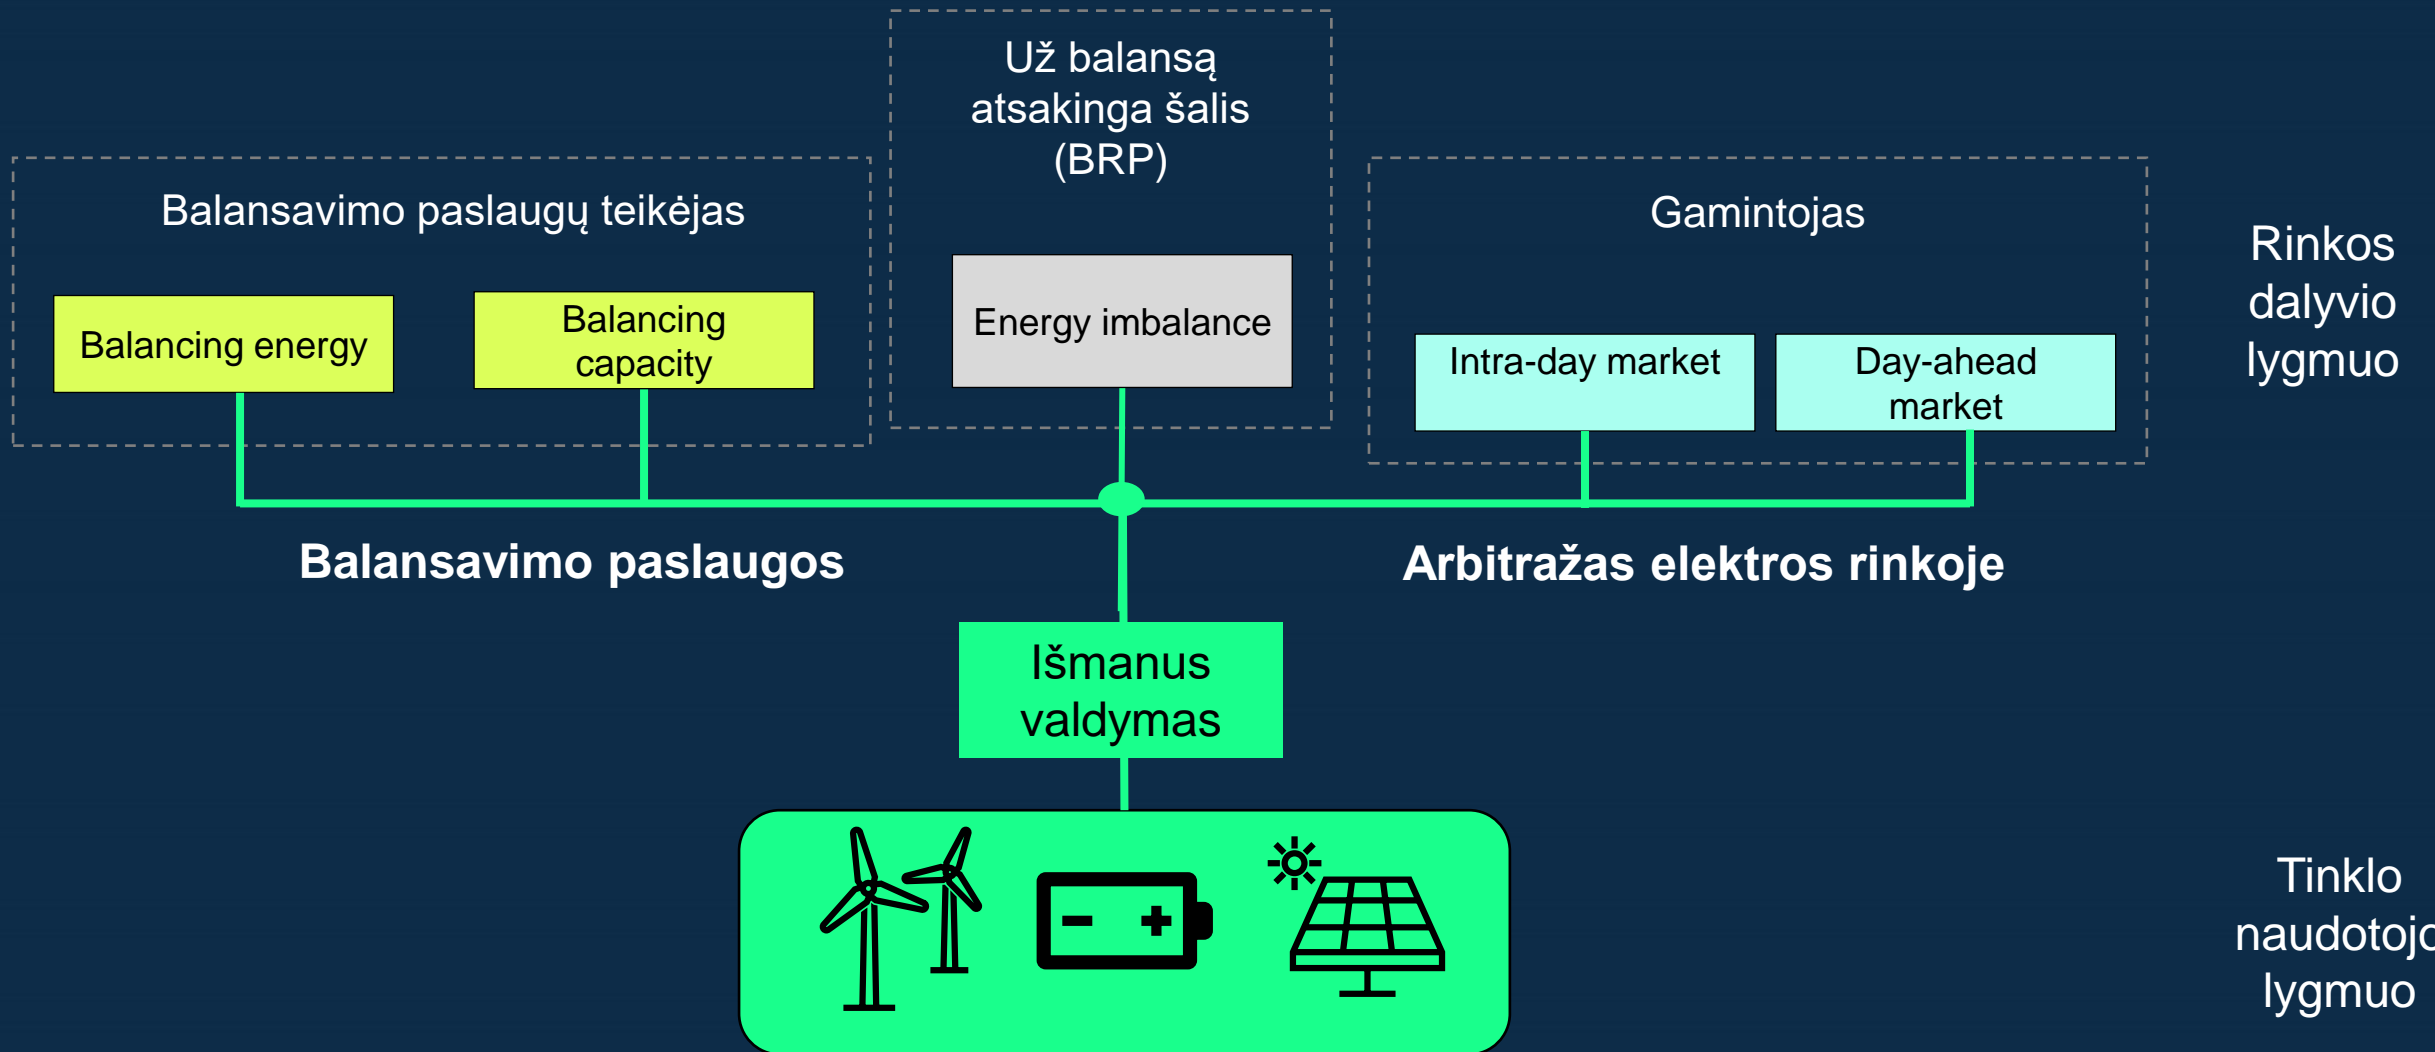 Už balansą
atsakinga šalis
(BRP)
Balansavimo paslaugų teikėjas
Gamintojas
Rinkos
dalyvio
lygmuo
Balancing energy
Balancing
capacity
Energy imbalance
Intra-day market
Day-ahead
market
Balansavimo paslaugos
Arbitražas elektros rinkoje
Išmanus
valdymas
Tinklo
naudotojo
lygmuo